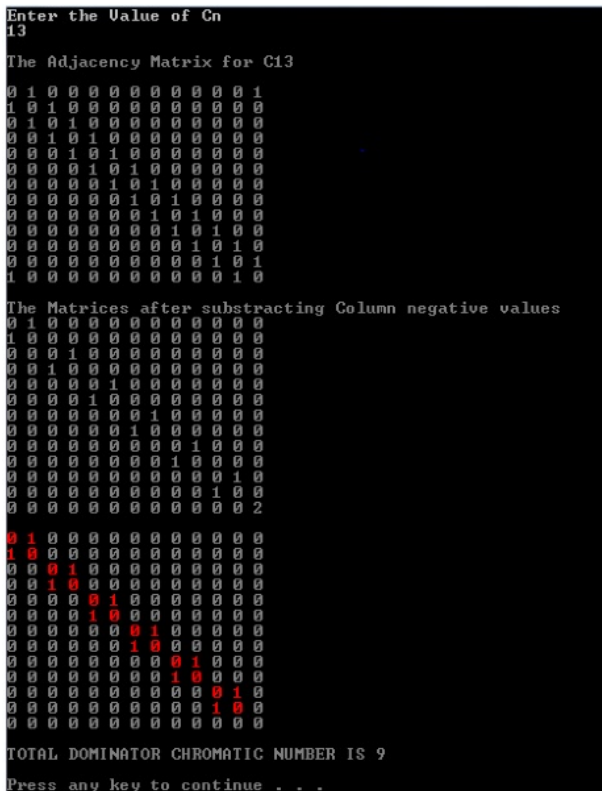 Enter the Value of Cn
13
The Adjacency Matrix for C13
0 1 0 0 0 0 0 0 0 0 0 0 1
1 0 1 0 0 0 0 0 0 0 0 0 0
0 1 0 1 0 0 0 0 0 0 0 0 0
0 0 1 0 1 0 0 0 0 0 0 0 0
0 0 0 1 0 1 0 0 0 0 0 0 0
0 0 0 0 1 0 1 0 0 0 0 0 0
0 0 0 0 0 1 0 1 0 0 0 0 0
0 0 0 0 0 0 1 0 1 0 0 0 0
0 0 0 0 0 0 0 1 0 1 0 0 0
0 0 0 0 0 0 0 0 1 0 1 0 0
0 0 0 0 0 0 0 0 0 1 0 1 0
0 0 0 0 0 0 0 0 0 0 1 0 1
1 0 0 0 0 0 0 0 0 0 0 1 0
The Matrices after substracting Column negative values
0 1 0 0 0 0 0 0 0 0 0 0 0
1 0 0 0 0 0 0 0 0 0 0 0 0
0 0 0 1 0 0 0 0 0 0 0 0 0
0 0 1 0 0 0 0 0 0 0 0 0 0
0 0 0 0 0 1 0 0 0 0 0 0 0
0 0 0 0 1 0 0 0 0 0 0 0 0
0 0 0 0 0 0 0 1 0 0 0 0 0
0 0 0 0 0 0 1 0 0 0 0 0 0
0 0 0 0 0 0 0 0 0 1 0 0 0
0 0 0 0 0 0 0 0 1 0 0 0 0
0 0 0 0 0 0 0 0 0 0 0 1 0
0 0 0 0 0 0 0 0 0 0 1 0 0
0 0 0 0 0 0 0 0 0 0 0 0 2
0 1 0 0 0 0 0 0 0 0 0 0 0
1 0 0 0 0 0 0 0 0 0 0 0 0
0 0 0 1 0 0 0 0 0 0 0 0 0
0 0 1 0 0 0 0 0 0 0 0 0 0
0 0 0 0 0 1 0 0 0 0 0 0 0
0 0 0 0 1 0 0 0 0 0 0 0 0
0 0 0 0 0 0 0 1 0 0 0 0 0
0 0 0 0 0 0 1 0 0 0 0 0 0
0 0 0 0 0 0 0 0 0 1 0 0 0
0 0 0 0 0 0 0 0 1 0 0 0 0
0 0 0 0 0 0 0 0 0 0 0 1 0
0 0 0 0 0 0 0 0 0 0 1 0 0
0 0 0 0 0 0 0 0 0 0 0 0 0
TOTAL DOMINATOR CHROMATIC NUMBER IS 9
Press any key to continue . . .